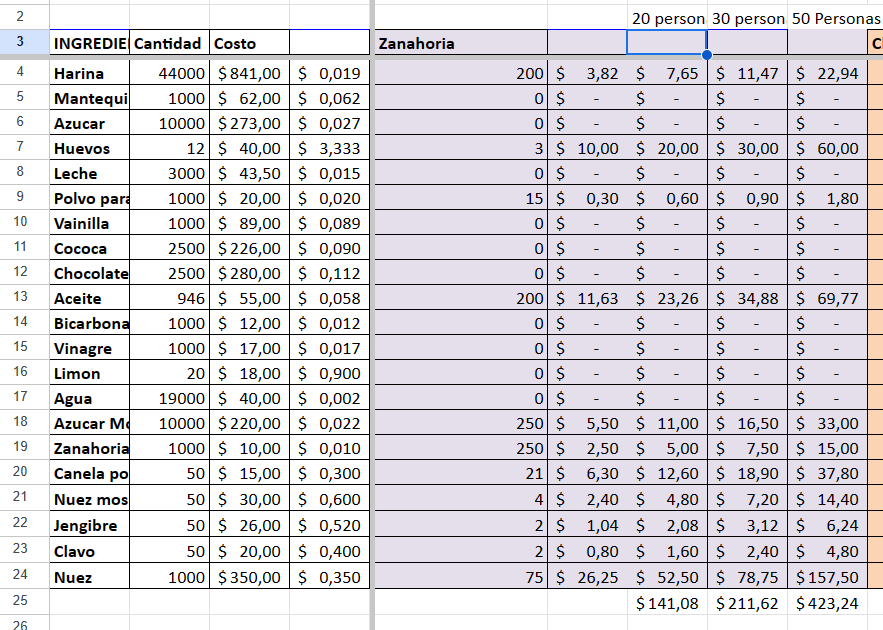 2 20 person 30 person 50 Personas
3 INGREDIE Cantidad Costo Zanahoria C
4 Harina 44000 $ 841,00 $ 0,019 200 $ 3,82 $ 7,65 $ 11,47 $ 22,94
5 Mantequi 1000 $ 62,00 $ 0,062 0 $ - $ - $ - $ -
6 Azucar 10000 $ 273,00 $ 0,027 0 $ - $ - $ - $ -
7 Huevos 12 $ 40,00 $ 3,333 3 $ 10,00 $ 20,00 $ 30,00 $ 60,00
8 Leche 3000 $ 43,50 $ 0,015 0 $ - $ - $ - $ -
9 Polvo para 1000 $ 20,00 $ 0,020 15 $ 0,30 $ 0,60 $ 0,90 $ 1,80
10 Vainilla 1000 $ 89,00 $ 0,089 0 $ - $ - $ - $ -
11 Cococa 2500 $ 226,00 $ 0,090 0 $ - $ - $ - $ -
12 Chocolate 2500 $ 280,00 $ 0,112 0 $ - $ - $ - $ -
13 Aceite 946 $ 55,00 $ 0,058 200 $ 11,63 $ 23,26 $ 34,88 $ 69,77
14 Bicarbona 1000 $ 12,00 $ 0,012 0 $ - $ - $ - $ -
15 Vinagre 1000 $ 17,00 $ 0,017 0 $ - $ - $ - $ -
16 Limon 20 $ 18,00 $ 0,900 0 $ - $ - $ - $ -
17 Agua 19000 $ 40,00 $ 0,002 0 $ - $ - $ - $ -
18 Azucar Mo 10000 $ 220,00 $ 0,022 250 $ 5,50 $ 11,00 $ 16,50 $ 33,00
19 Zanahoria 1000 $ 10,00 $ 0,010 250 $ 2,50 $ 5,00 $ 7,50 $ 15,00
20 Canela po 50 $ 15,00 $ 0,300 21 $ 6,30 $ 12,60 $ 18,90 $ 37,80
21 Nuez mos 50 $ 30,00 $ 0,600 4 $ 2,40 $ 4,80 $ 7,20 $ 14,40
22 Jengibre 50 $ 26,00 $ 0,520 2 $ 1,04 $ 2,08 $ 3,12 $ 6,24
23 Clavo 50 $ 20,00 $ 0,400 2 $ 0,80 $ 1,60 $ 2,40 $ 4,80
24 Nuez 1000 $ 350,00 $ 0,350 75 $ 26,25 $ 52,50 $ 78,75 $ 157,50
25 $ 141,08 $ 211,62 $ 423,24
26